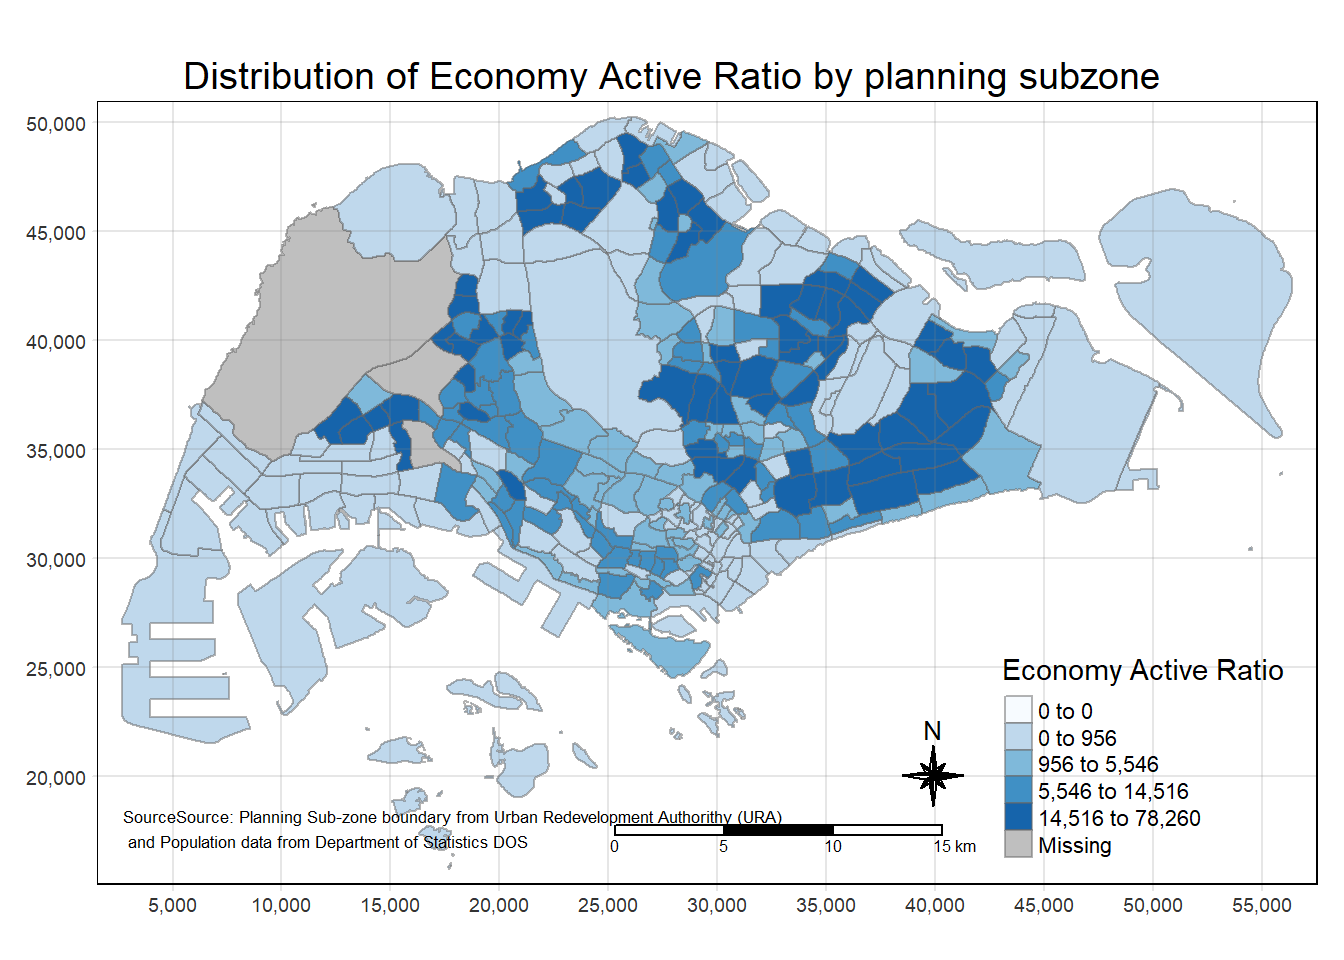 Distribution of Economy Active Ratio by planning subzone
50,000
45,000
40,000
35,000
30,000
25,000
20,000
Economy Active Ratio
0 to 0
0 to 956
956 to 5,546
5,546 to 14,516
14,516 to 78,260
Missing
N
SourceSource: Planning Sub-zone boundary from Urban Redevelopment Authorithy (URA)
and Population data from Department of Statistics DOS
0 5 10 15 km
5,000 10,000 15,000 20,000 25,000 30,000 35,000 40,000 45,000 50,000 55,000